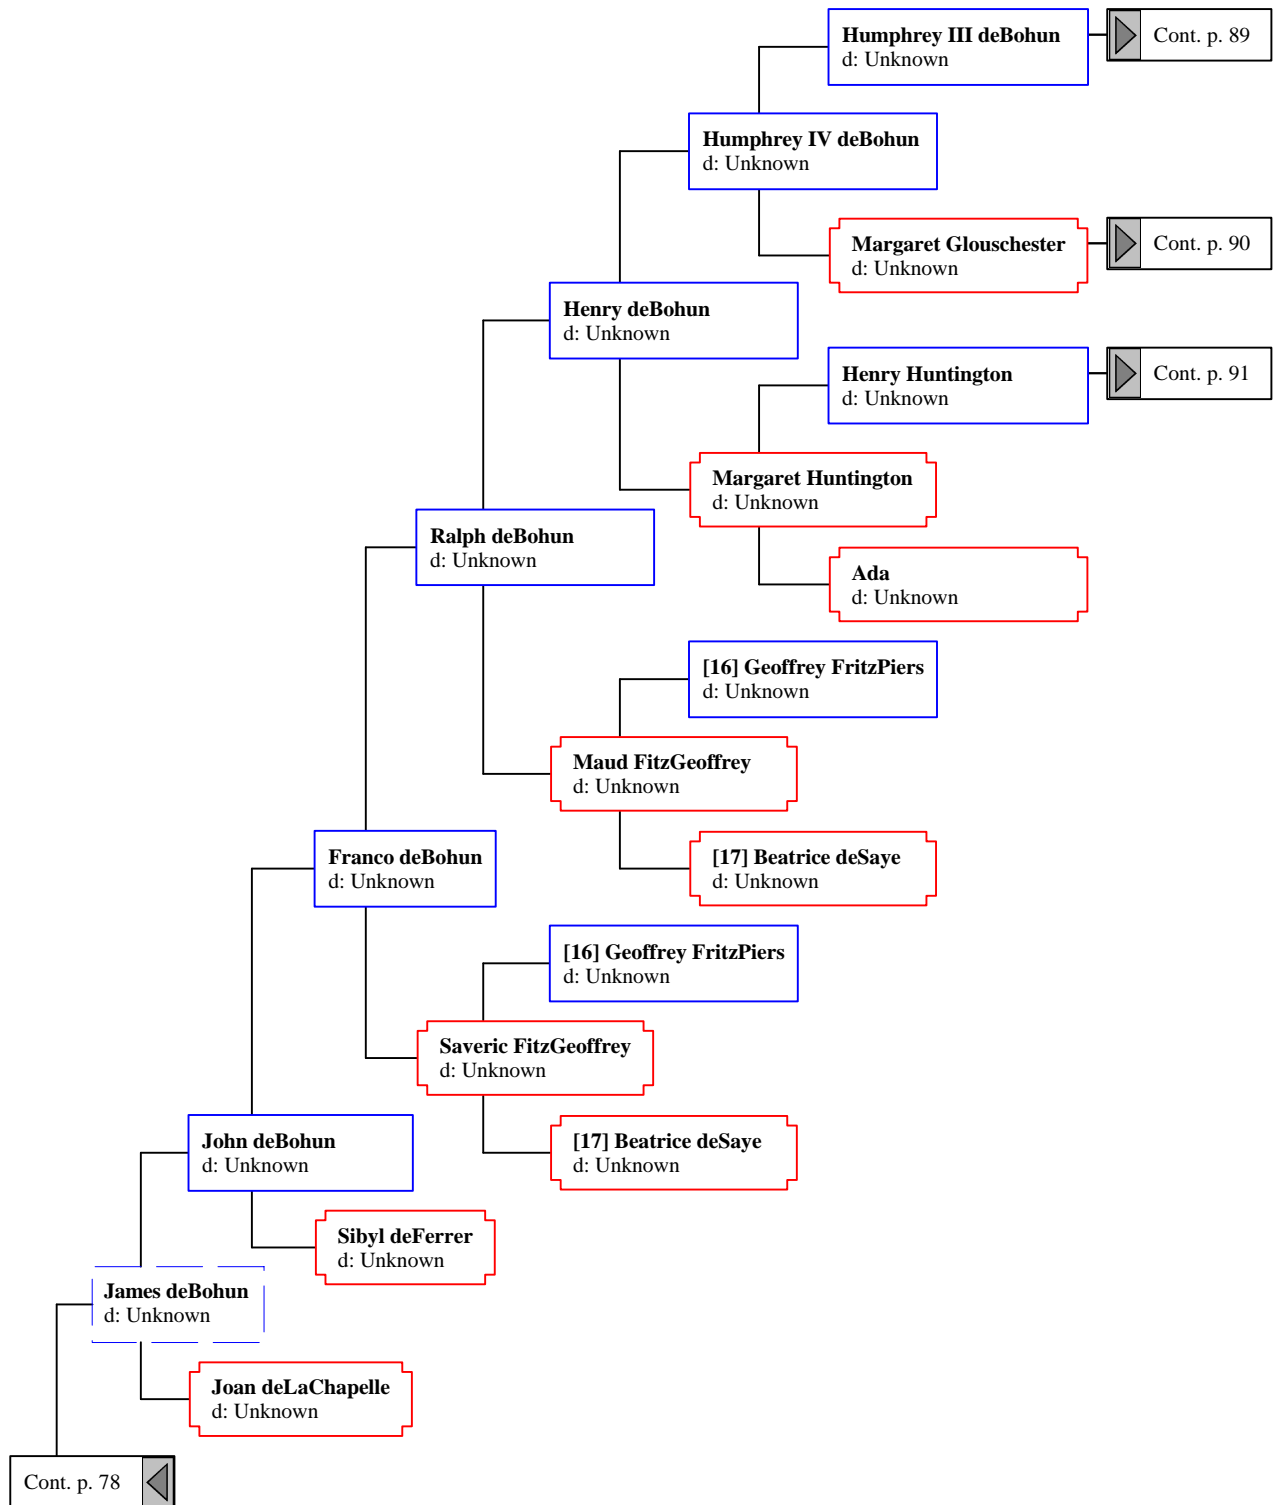 Humphrey III deBohun
d: Unknown
Cont. p. 89
Humphrey IV deBohun
d: Unknown
Margaret Glouschester
d: Unknown
Cont. p. 90
Henry deBohun
d: Unknown
Henry Huntington
d: Unknown
Cont. p. 91
Margaret Huntington
d: Unknown
Ralph deBohun
d: Unknown
Ada
d: Unknown
[16] Geoffrey FritzPiers
d: Unknown
Maud FitzGeoffrey
d: Unknown
Franco deBohun
d: Unknown
[17] Beatrice deSaye
d: Unknown
[16] Geoffrey FritzPiers
d: Unknown
Saveric FitzGeoffrey
d: Unknown
John deBohun
d: Unknown
[17] Beatrice deSaye
d: Unknown
Sibyl deFerrer
d: Unknown
James deBohun
d: Unknown
Joan deLaChapelle
d: Unknown
Cont. p. 78